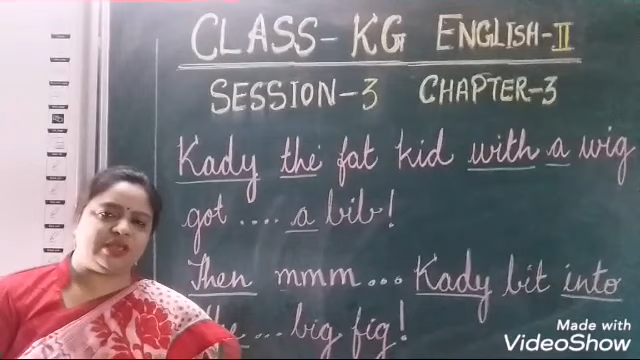 CLASS - KG ENGLISH-II
SESSION-3 CHAPTER-3
Kady the fat kid with a wig
got .... a bib!
Then mmm... Kady bit into
... big fig!
Made with
VideoShow